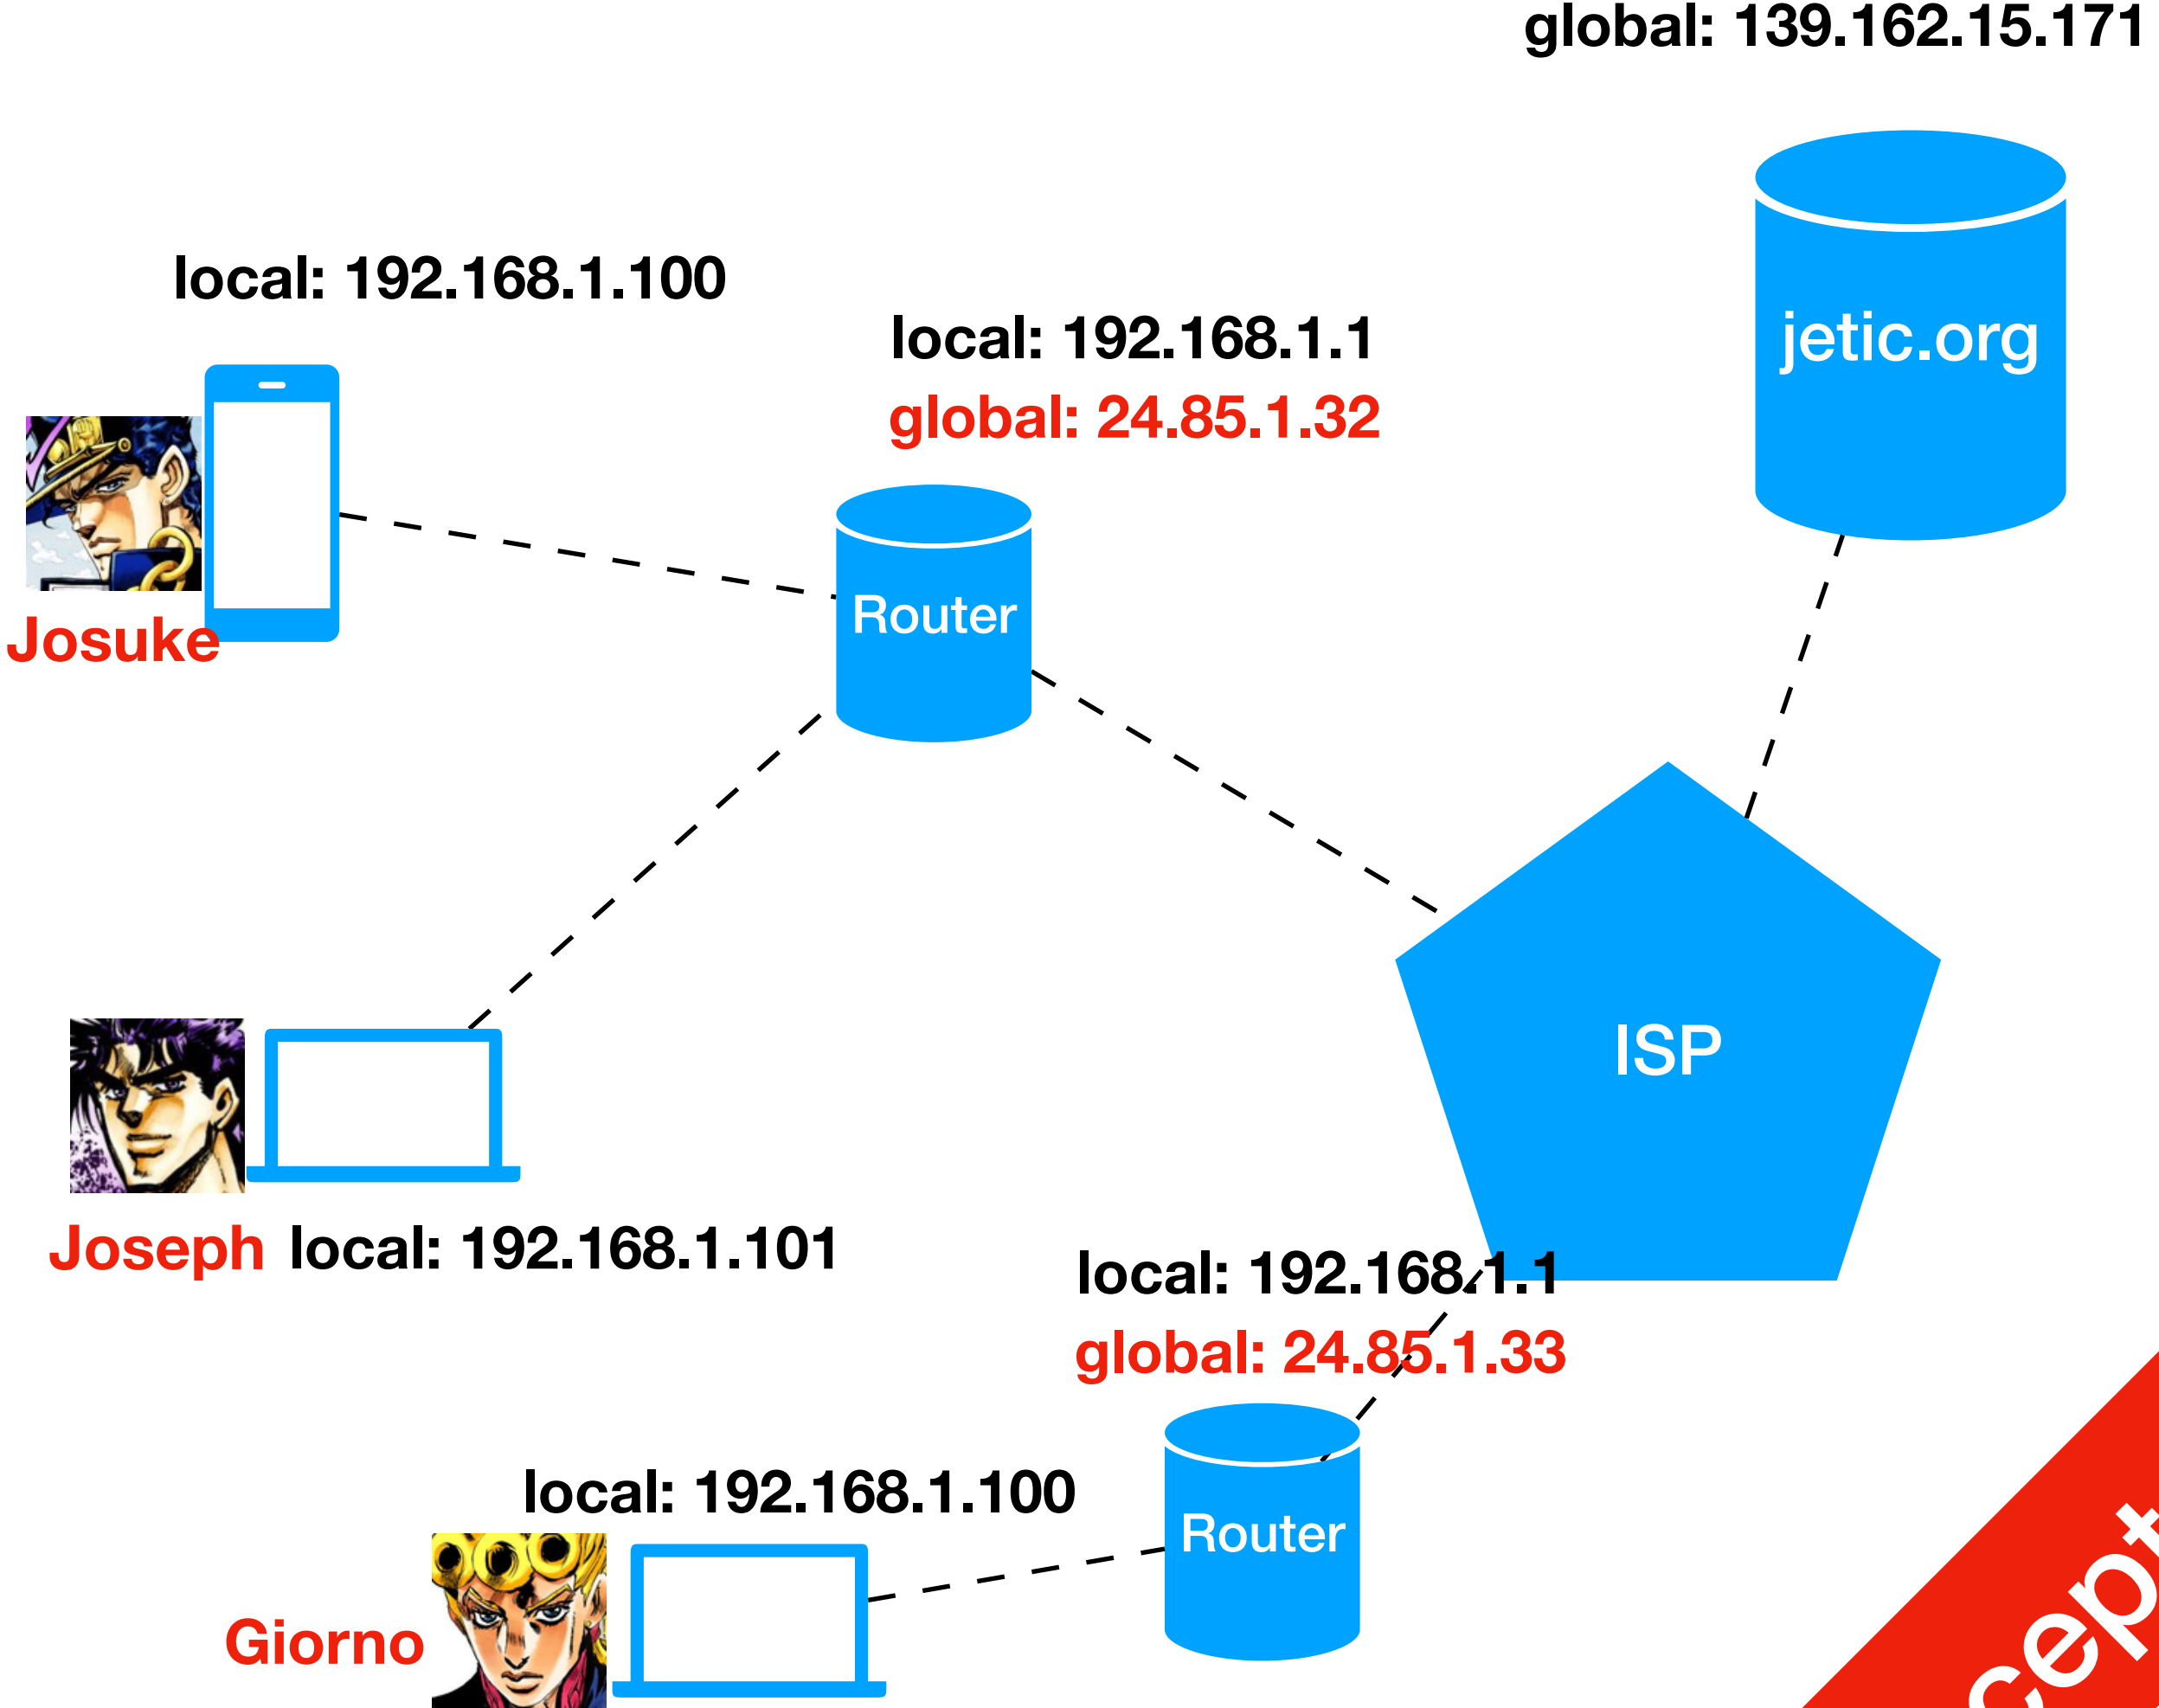 global: 139.162.15.171
jetic.org
local: 192.168.1.100
local: 192.168.1.1
global: 24.85.1.32
Josuke
Router
ISP
Joseph local: 192.168.1.101
local: 192.168.1.1
global: 24.85.1.33
local: 192.168.1.100
Router
Giorno
cept